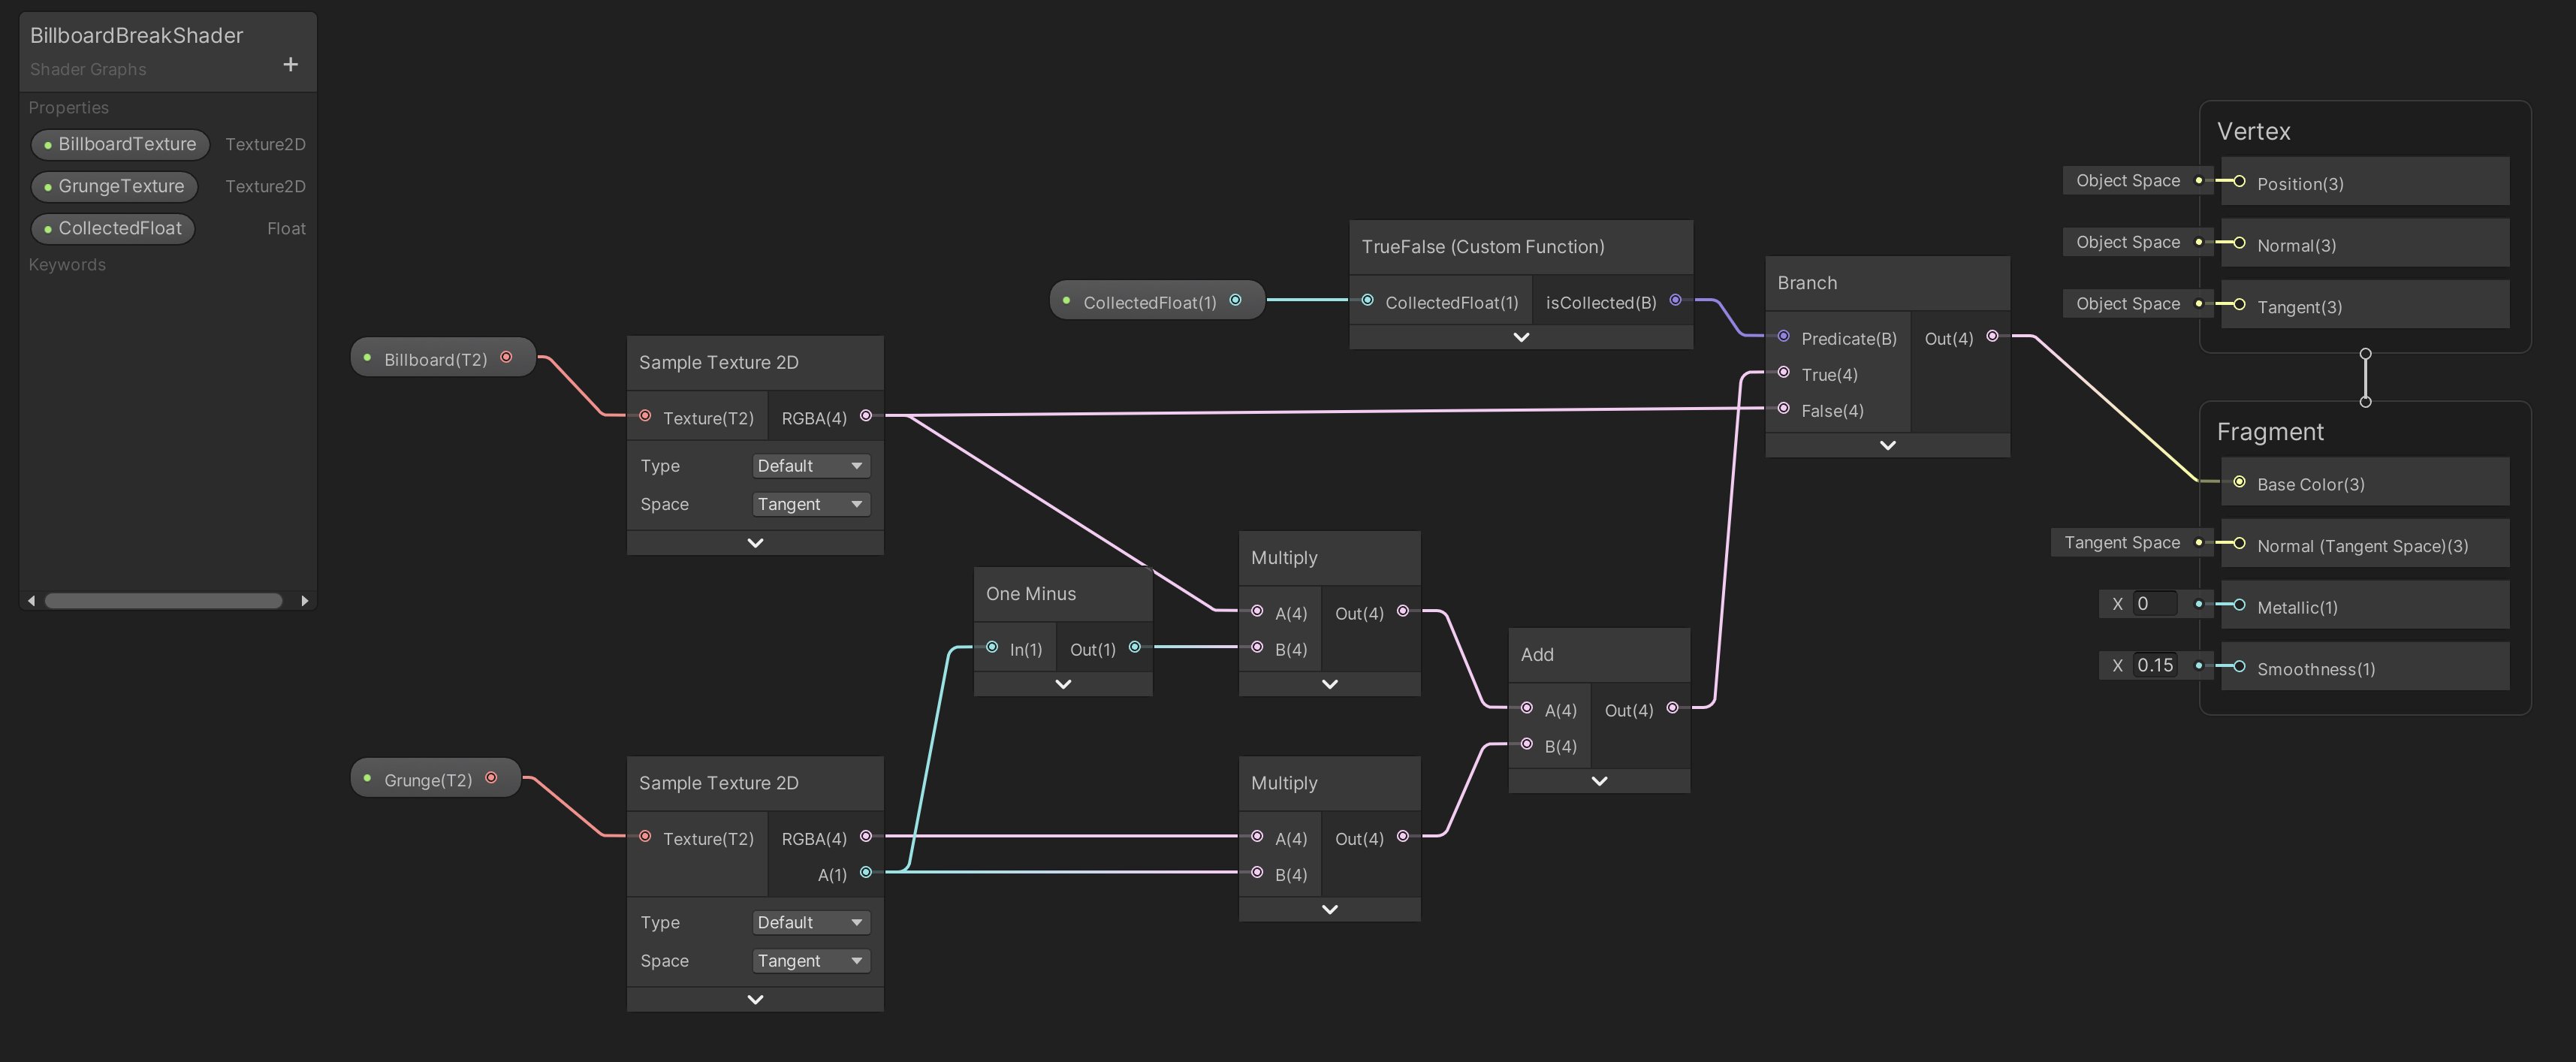 BillboardBreakShader
Shader Graphs
+
Properties
BillboardTexture Texture2D
GrungeTexture Texture2D
CollectedFloat Float
Keywords
Billboard(T2)
Sample Texture 2D
Texture(T2) RGBA(4)
Type Default
Space Tangent
Grunge(T2)
Sample Texture 2D
Texture(T2) RGBA(4)
A(1)
Type Default
Space Tangent
One Minus
In(1) Out(1)
Multiply
A(4) Out(4)
B(4)
Multiply
A(4) Out(4)
B(4)
Add
A(4) Out(4)
B(4)
CollectedFloat(1)
TrueFalse (Custom Function)
CollectedFloat(1) isCollected(B)
Branch
Predicate(B) Out(4)
True(4)
False(4)
Vertex
Object Space Position(3)
Object Space Normal(3)
Object Space Tangent(3)
Fragment
Base Color(3)
Tangent Space Normal (Tangent Space)(3)
X 0 Metallic(1)
X 0.15 Smoothness(1)